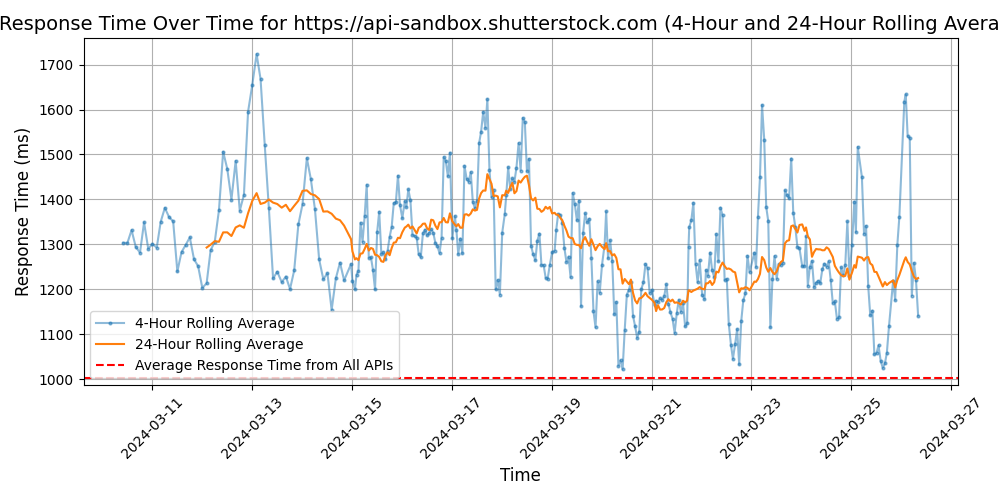 Response Time Over Time for https://api-sandbox.shutterstock.com (4-Hour and 24-Hour Rolling Avera
Response Time (ms)
1700
1600
1500
1400
1300
1200
1100
1000
4-Hour Rolling Average
24-Hour Rolling Average
Average Response Time from All APIs
2024-03-11
2024-03-13
2024-03-15
2024-03-17
2024-03-19
2024-03-21
2024-03-23
2024-03-25
2024-03-27
Time